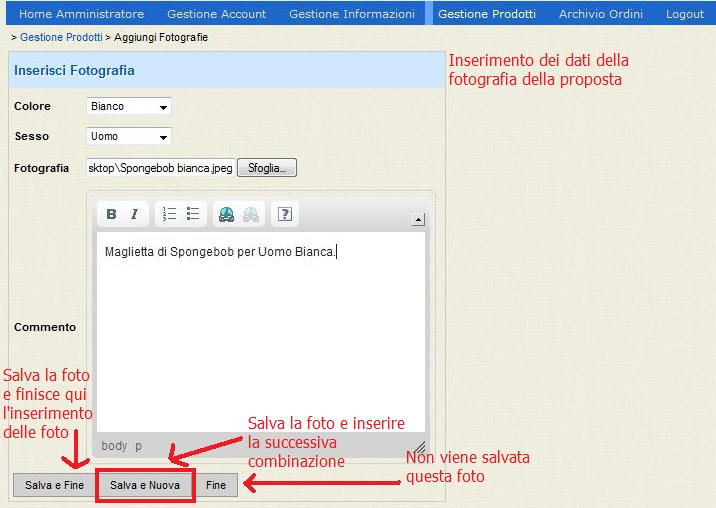 Home Amministratore Gestione Account Gestione Informazioni Gestione Prodotti Archivio Ordini Logout
> Gestione Prodotti > Aggiungi Fotografie
Inserisci Fotografia
Inserimento dei dati della
fotografia della proposta
Colore Bianco
Sesso Uomo
Fotografia sktop\Spongebob bianca.jpeg Sfoglia...
B I ?
Maglietta di Spongebob per Uomo Bianca.
Commento
Salva la foto
e finisce qui
l'inserimento
delle foto
Salva la foto e inserire
la successiva
combinazione
body p
Non viene salvata
questa foto
Salva e Fine Salva e Nuova Fine